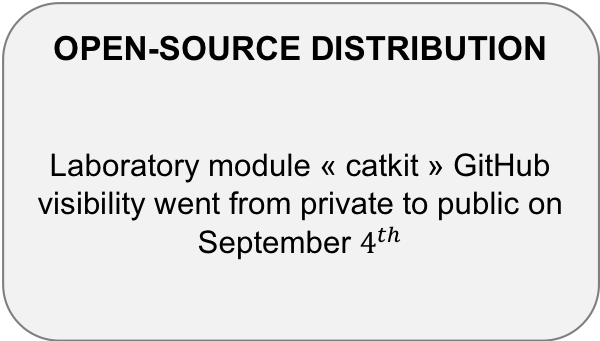 OPEN-SOURCE DISTRIBUTION
Laboratory module « catkit » GitHub
visibility went from private to public on
September 4th